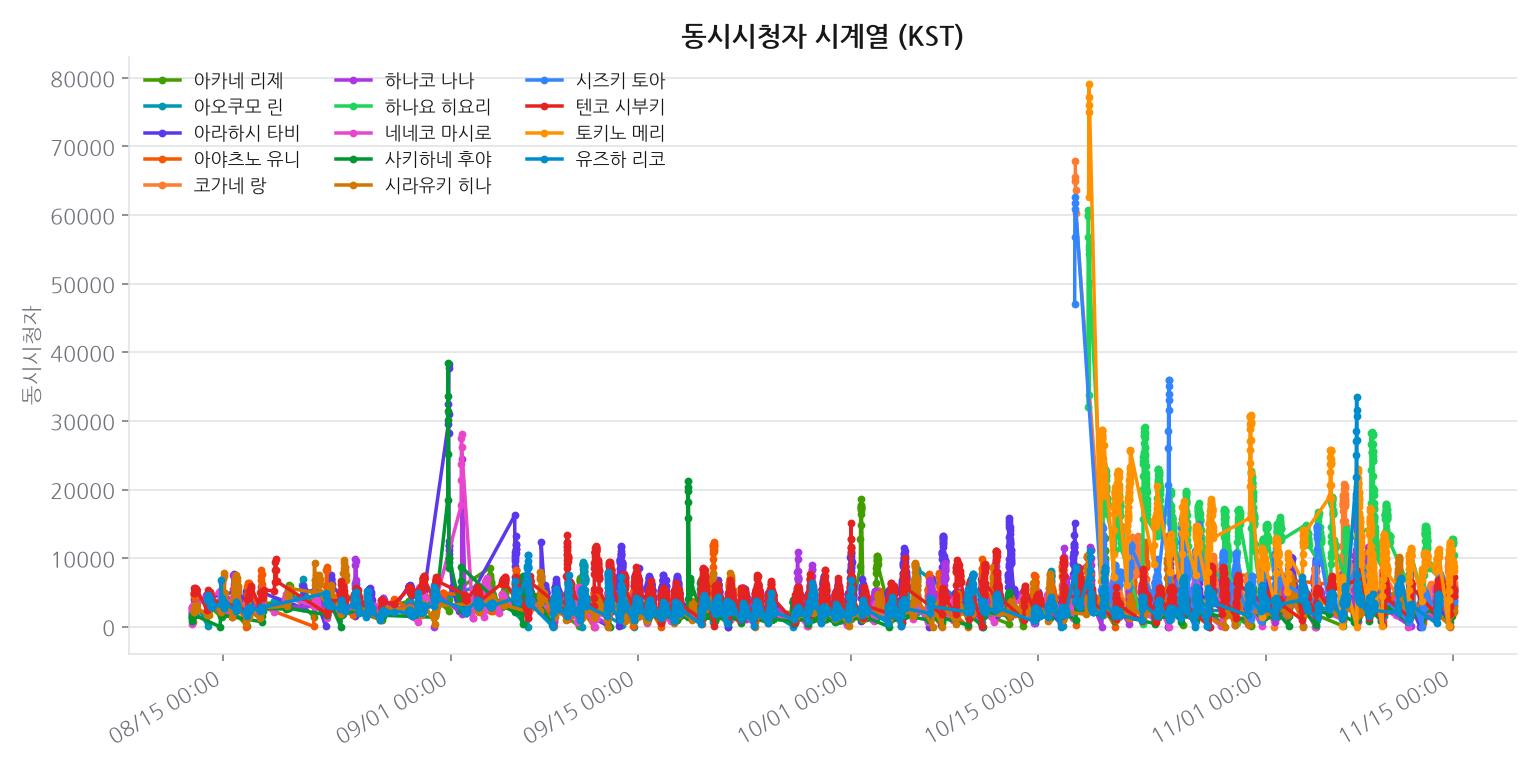 동시시청자 시계열 (KST)
아카네 리제
아오쿠모 린
아라하시 타비
아야츠노 유니
코가네 랑
하나코 나나
하나요 히요리
네네코 마시로
사키하네 후야
시라유키 히나
시즈키 토아
텐코 시부키
토키노 메리
유즈하 리코
동시시청자
80000
70000
60000
50000
40000
30000
20000
10000
0
08/15 00:00
09/01 00:00
09/15 00:00
10/01 00:00
10/15 00:00
11/01 00:00
11/15 00:00